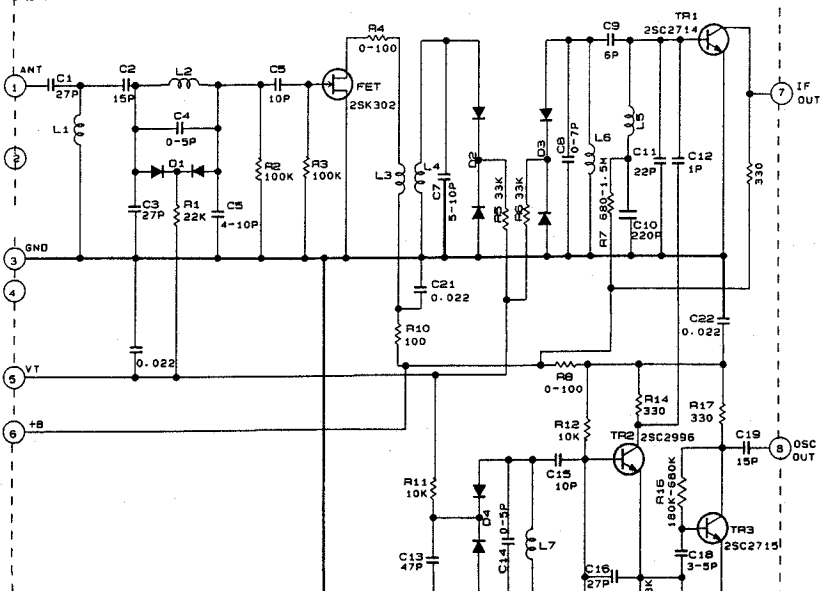 ANT
1
C1
27P
C2
15P
L2
C4
0-5P
C5
10P
L1
D1
R2
100K
R3
100K
R4
0-100
FET
2SK302
L3
L4
C7
5-10P
D2
R5 33K
R6 33K
D3
C8
0-7P
C9
6P
L6
L5
R7 680-1.5M
C10
220P
C11
22P
C12
1P
TR1
2SC2714
330
7
IF
OUT
2
C3
27P
R1
22K
C5
4-10P
3
GND
4
C21
0.022
R10
100
C22
0.022
0.022
5
VT
6
+B
R8
0-100
R12
10K
R14
330
R17
330
TR2
2SC2996
C19
15P
8
OSC
OUT
R11
10K
C15
10P
R16
180K-680K
D4
C14
0-5P
L7
C13
47P
C16
27P
TR3
2SC2715
C18
3-5P